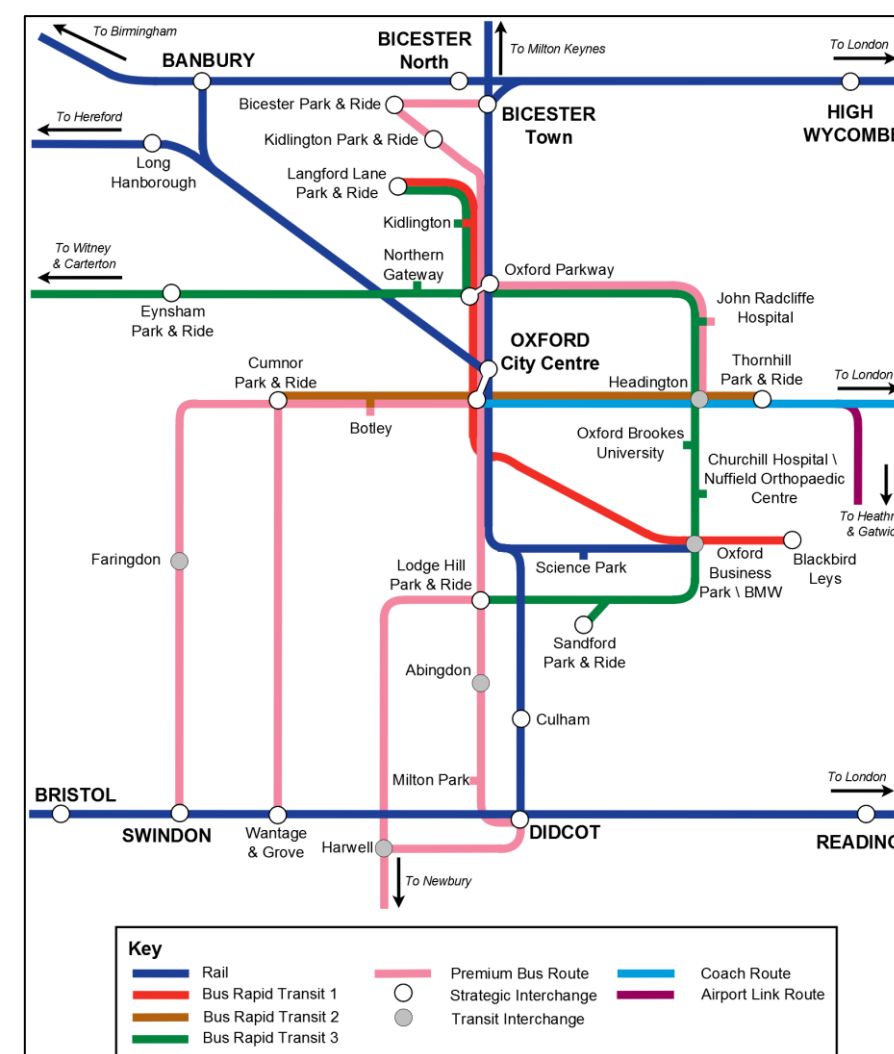 To Birmingham
BANBURY
BICESTER
North
To Milton Keynes
To London
HIGH
WYCOMBE
To Hereford
Long
Hanborough
Bicester Park & Ride
BICESTER
Town
Kidlington Park & Ride
Langford Lane
Park & Ride
Kidlington
To Witney
& Carterton
Northern
Gateway
Oxford Parkway
Eynsham
Park & Ride
John Radcliffe
Hospital
OXFORD
City Centre
Cumnor
Park & Ride
Headington
Thornhill
Park & Ride
To London
Botley
Oxford Brookes
University
Churchill Hospital \
Nuffield Orthopaedic
Centre
To Heathr
& Gatwic
Faringdon
Lodge Hill
Park & Ride
Science Park
Oxford
Business
Park \ BMW
Blackbird
Leys
Sandford
Park & Ride
Abingdon
Culham
Milton Park
To London
BRISTOL
SWINDON
Wantage
& Grove
Harwell
DIDCOT
READING
To Newbury
Key
Rail
Bus Rapid Transit 1
Bus Rapid Transit 2
Bus Rapid Transit 3
Premium Bus Route
Strategic Interchange
Transit Interchange
Coach Route
Airport Link Route